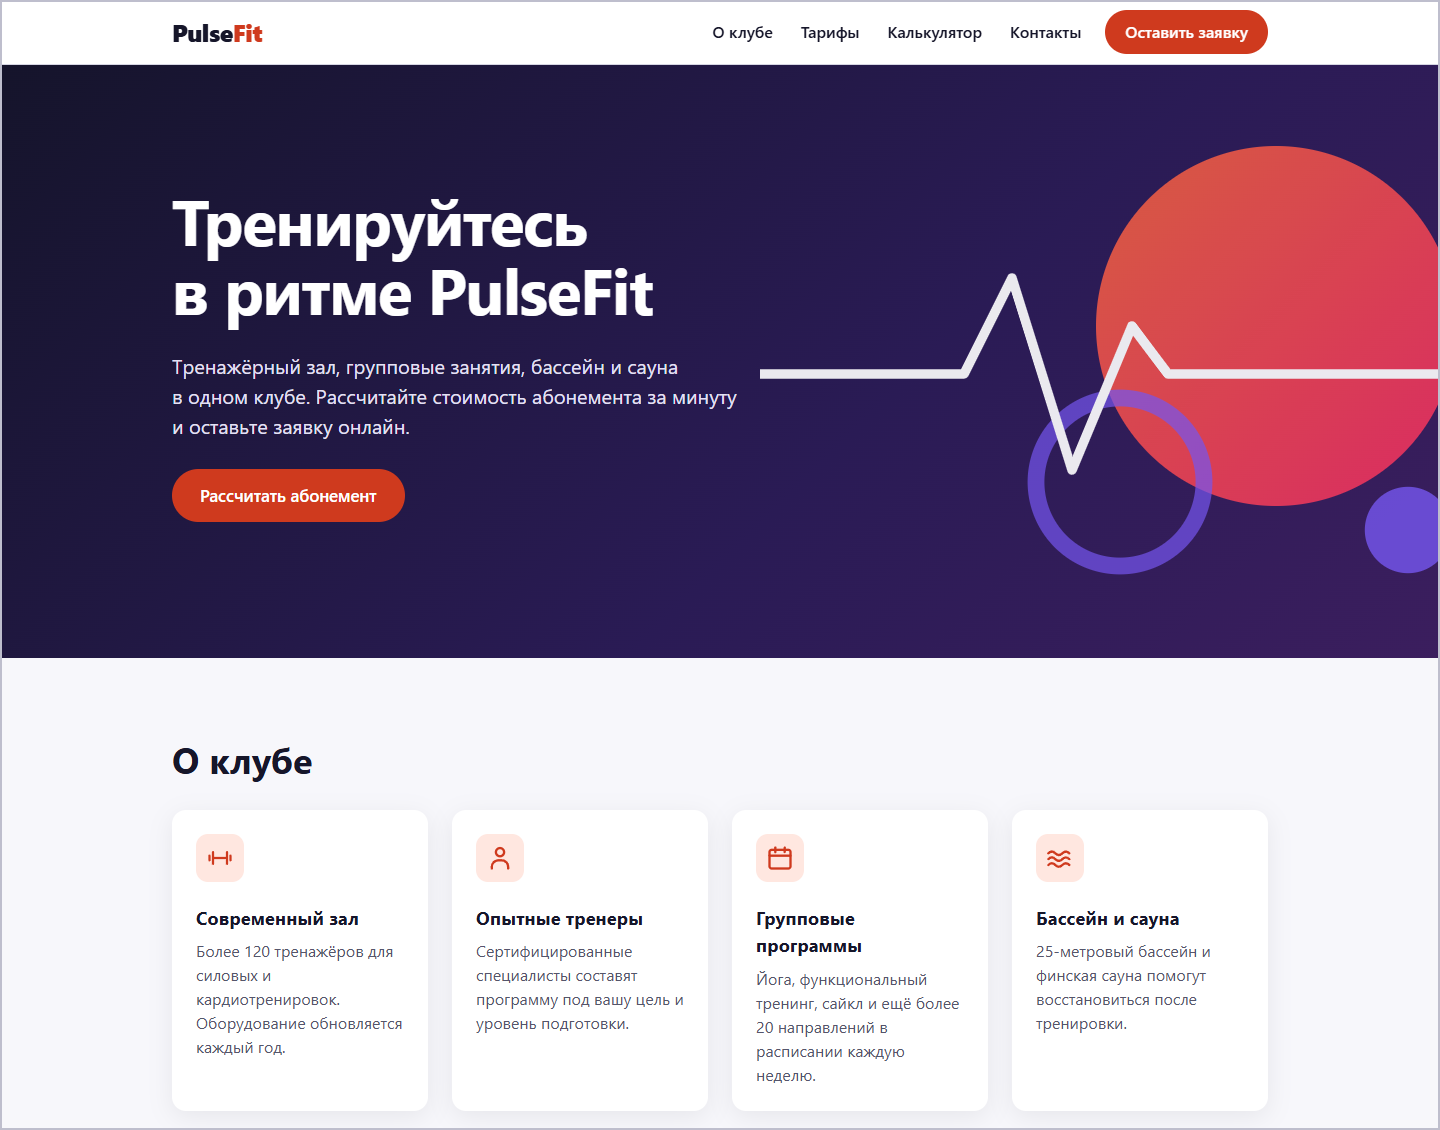 PulseFit
О клубе
Тарифы
Калькулятор
Контакты
Оставить заявку
Тренируйтесь
в ритме PulseFit
Тренажёрный зал, групповые занятия, бассейн и сауна
в одном клубе. Рассчитайте стоимость абонемента за минуту
и оставьте заявку онлайн.
Рассчитать абонемент
О клубе
Современный зал
Более 120 тренажёров для
силовых и
кардиотренировок.
Оборудование обновляется
каждый год.
Опытные тренеры
Сертифицированные
специалисты составят
программу под вашу цель и
уровень подготовки.
Групповые
программы
Йога, функциональный
тренинг, сайкл и ещё более
20 направлений в
расписании каждую
неделю.
Бассейн и сауна
25-метровый бассейн и
финская сауна помогут
восстановиться после
тренировки.